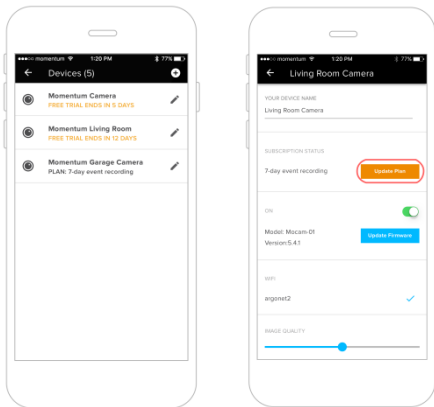 momentum 1:20 PM 77%
Devices (5)
Momentum Camera
FREE TRIAL ENDS IN 5 DAYS
Momentum Living Room
FREE TRIAL ENDS IN 12 DAYS
Momentum Garage Camera
PLAN: 7-day event recording
momentum 1:20 PM 77%
Living Room Camera
YOUR DEVICE NAME
Living Room Camera
SUBSCRIPTION STATUS
7-day event recording Update Plan
ON
Model: Mocam-01 Update Firmware
Version:5.4.1
WIFI
argonet2
IMAGE QUALITY